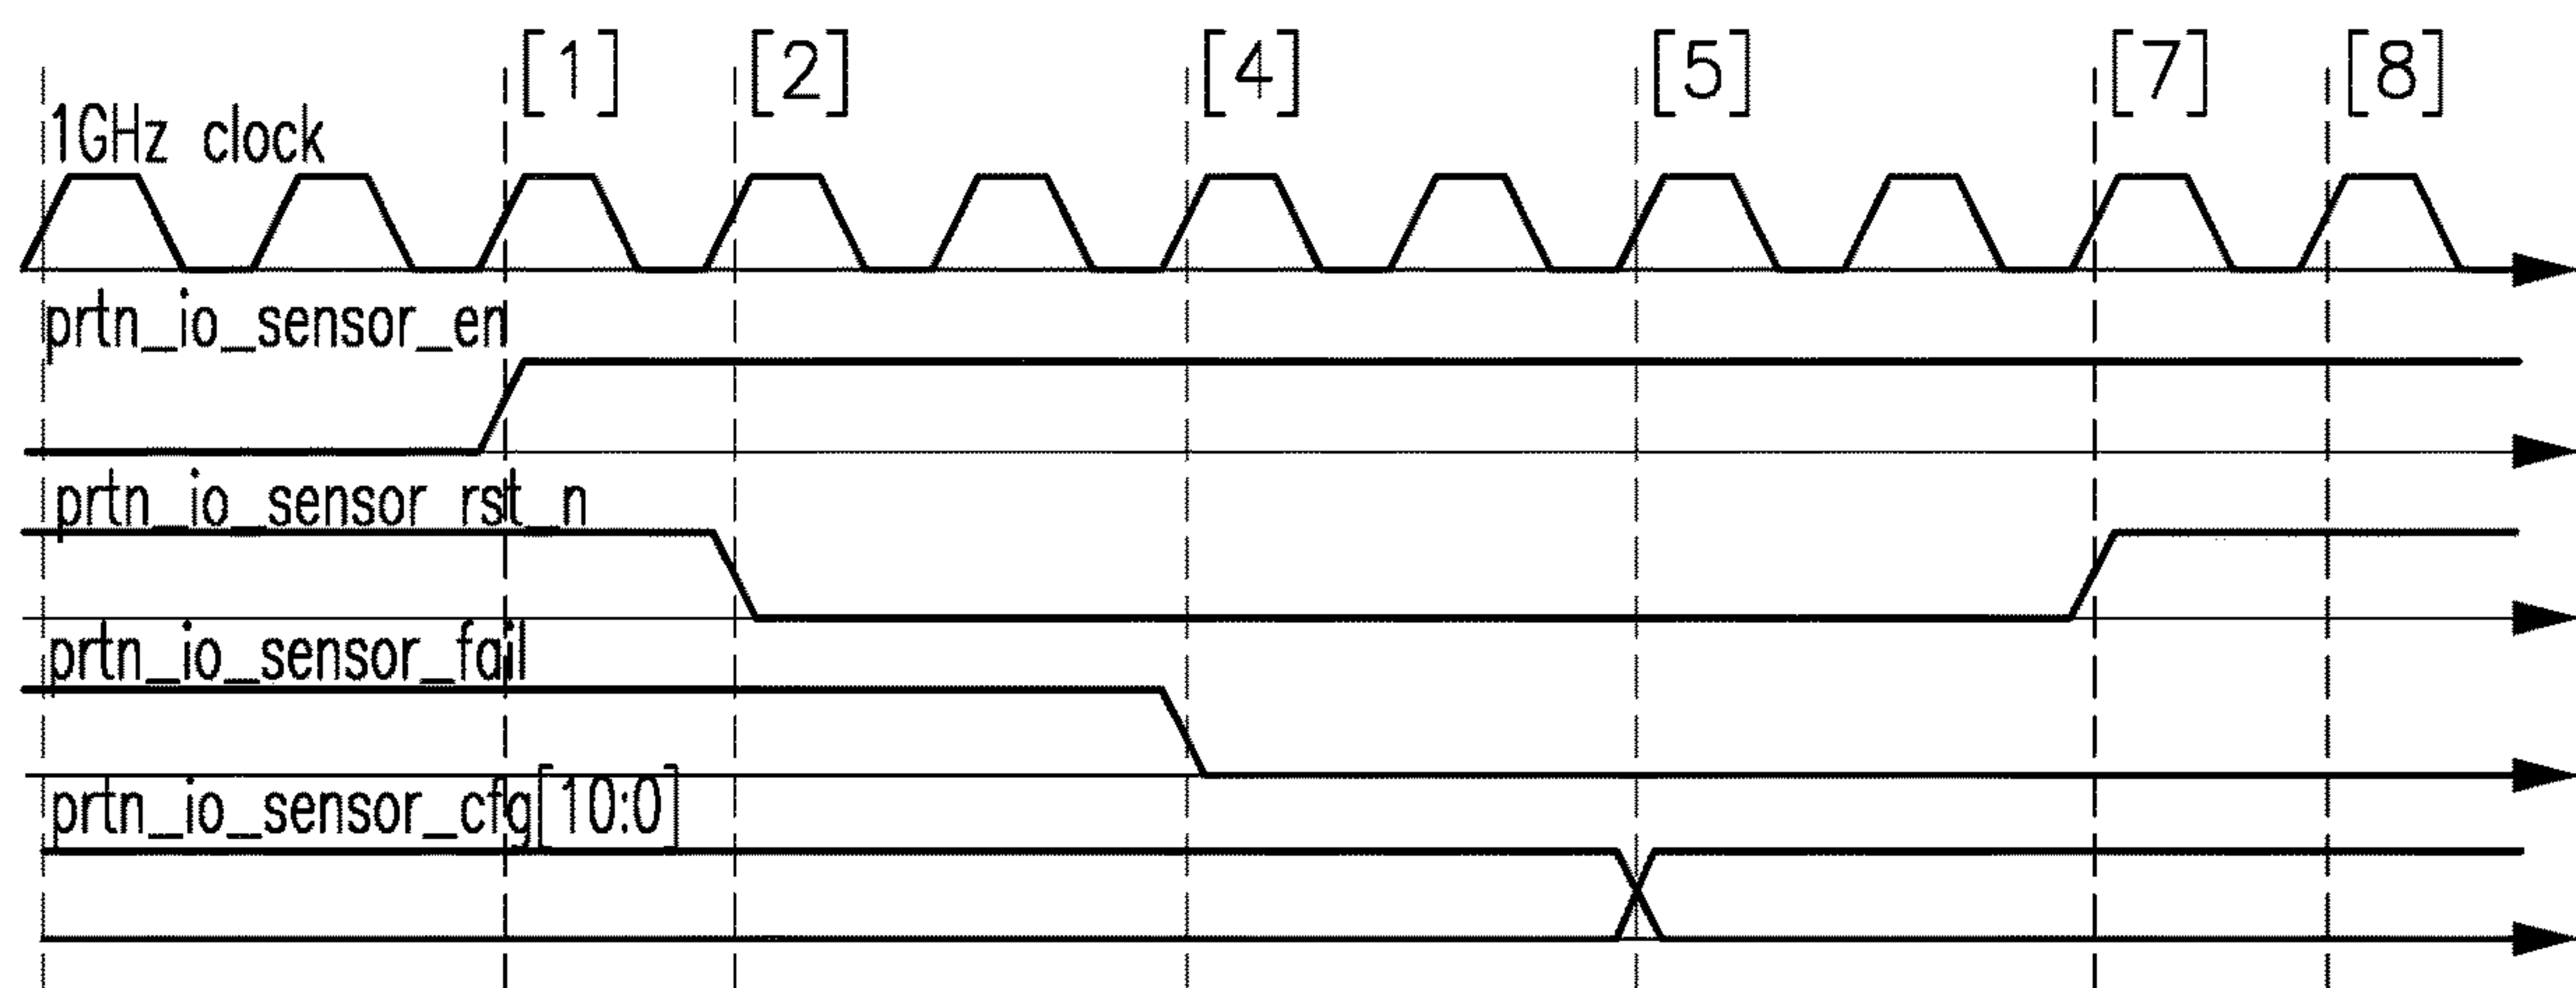 [1] [2] [4] [5] [7] [8]
1GHz clock
prtn_io_sensor_en
prtn_io_sensor_rst_n
prtn_io_sensor_fail
prtn_io_sensor_cfg[10:0]